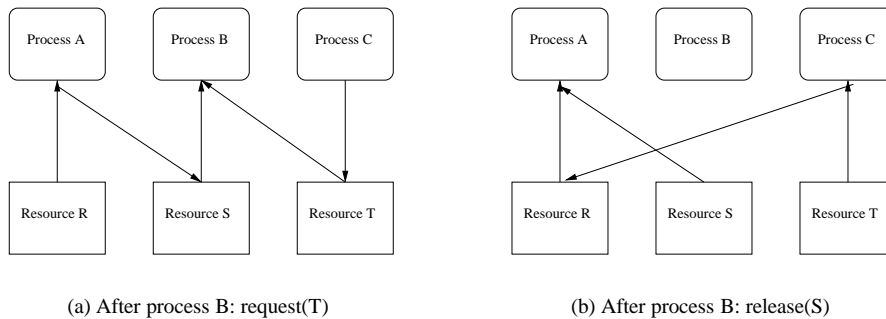 Process A Process B Process C Process A Process B Process C
Resource R Resource S Resource T Resource R Resource S Resource T
(a) After process B: request(T) (b) After process B: release(S)